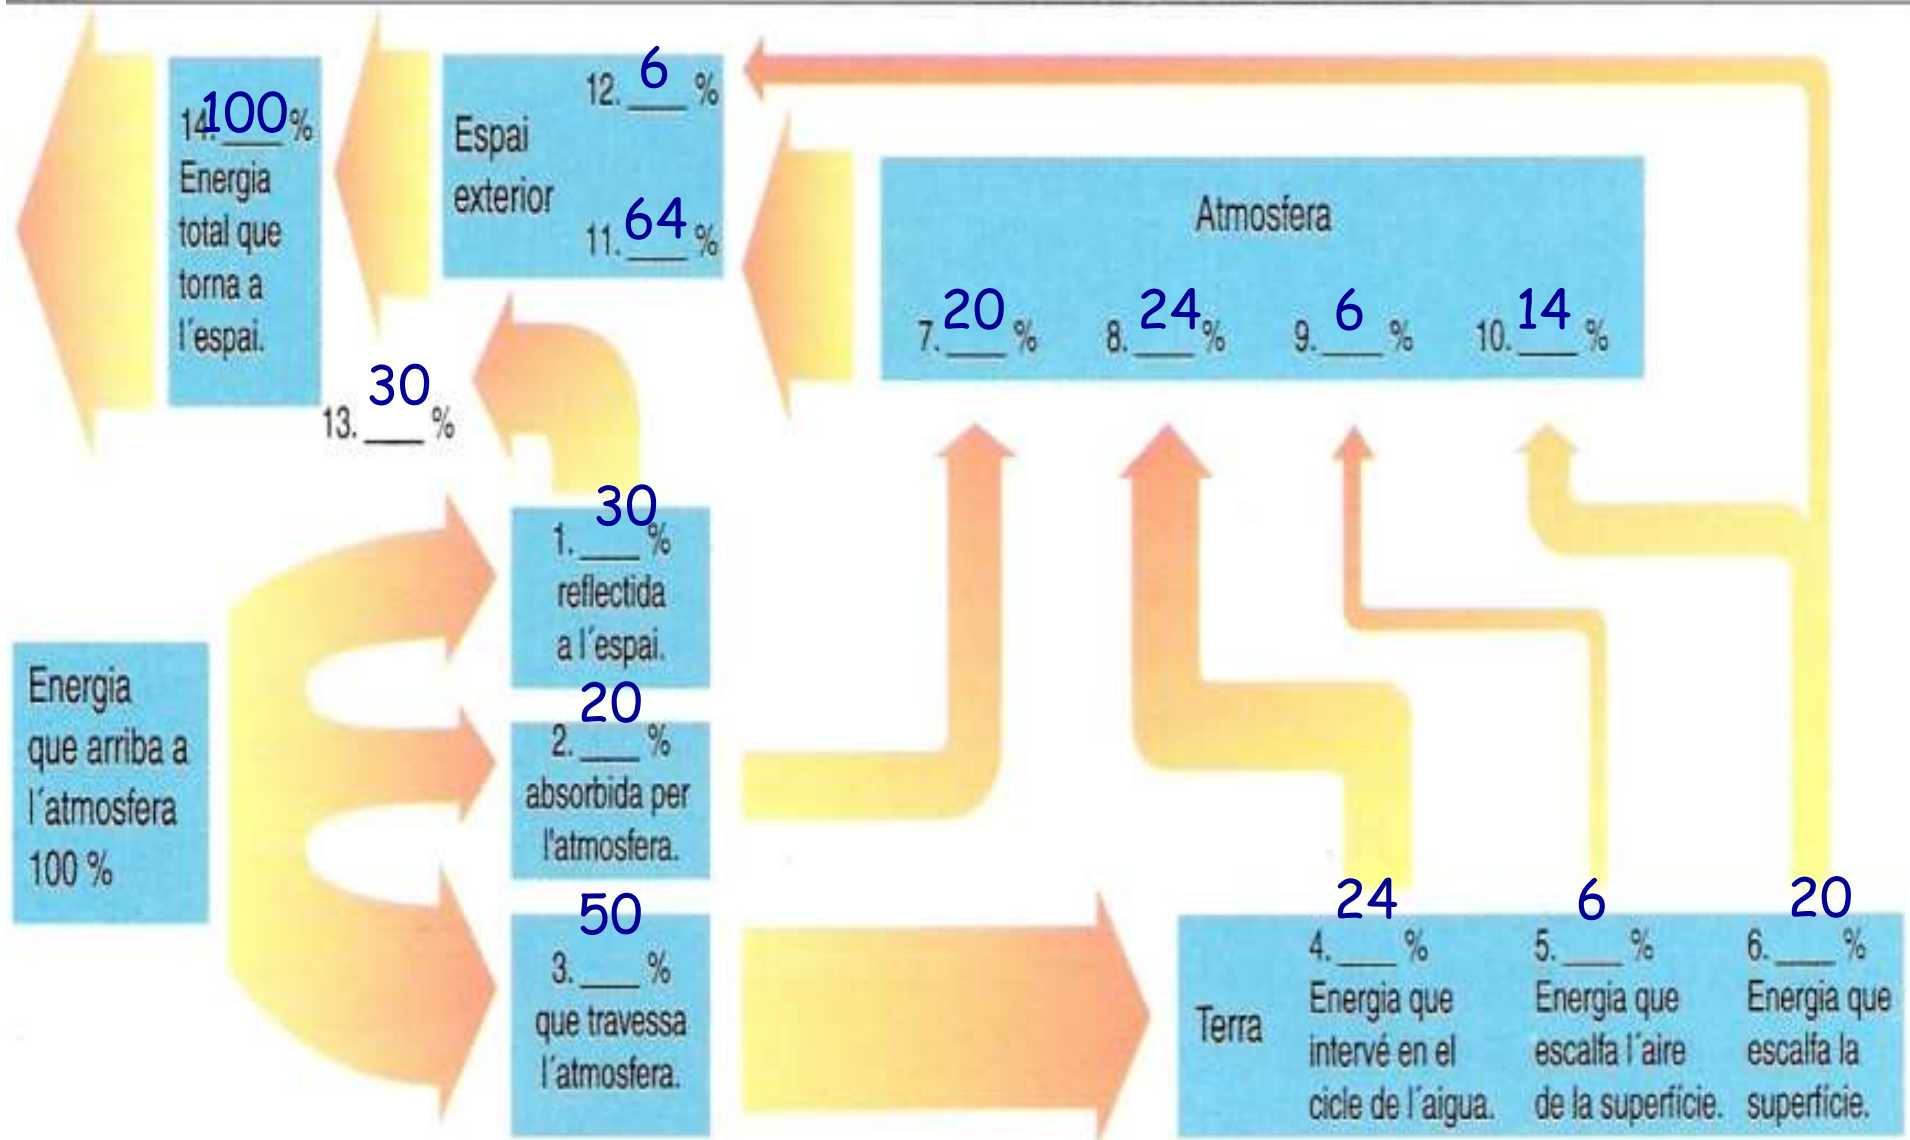 14. 100 %
Energia
total que
torna a
l´espai.
Espai
exterior
12. 6 %
11. 64 %
Atmosfera
7. 20 %
8. 24 %
9. 6 %
10. 14 %
13. 30 %
Energia
que arriba a
l´atmosfera
100 %
1. 30 %
reflectida
a l´espai.
2. 20 %
absorbida per
l'atmosfera.
3. 50 %
que travessa
l´atmosfera.
Terra
4. 24 %
Energia que
intervé en el
cicle de l´aigua.
5. 6 %
Energia que
escalfa l´aire
de la superfície.
6. 20 %
Energia que
escalfa la
superfície.